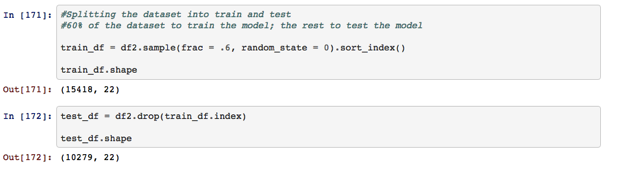 In [171]: #Splitting the dataset into train and test
#60% of the dataset to train the model; the rest to test the model
train_df = df2.sample(frac = .6, random_state = 0).sort_index()
train_df.shape
Out[171]: (15418, 22)
In [172]: test_df = df2.drop(train_df.index)
test_df.shape
Out[172]: (10279, 22)